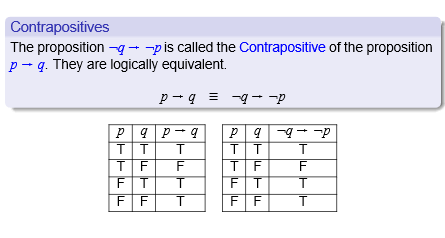 Contrapositives
The proposition ¬q → ¬p is called the Contrapositive of the proposition
p → q. They are logically equivalent.
p → q ≡ ¬q → ¬p
p q p → q
T T T
T F F
F T T
F F T
p q ¬q → ¬p
T T T
T F F
F T T
F F T